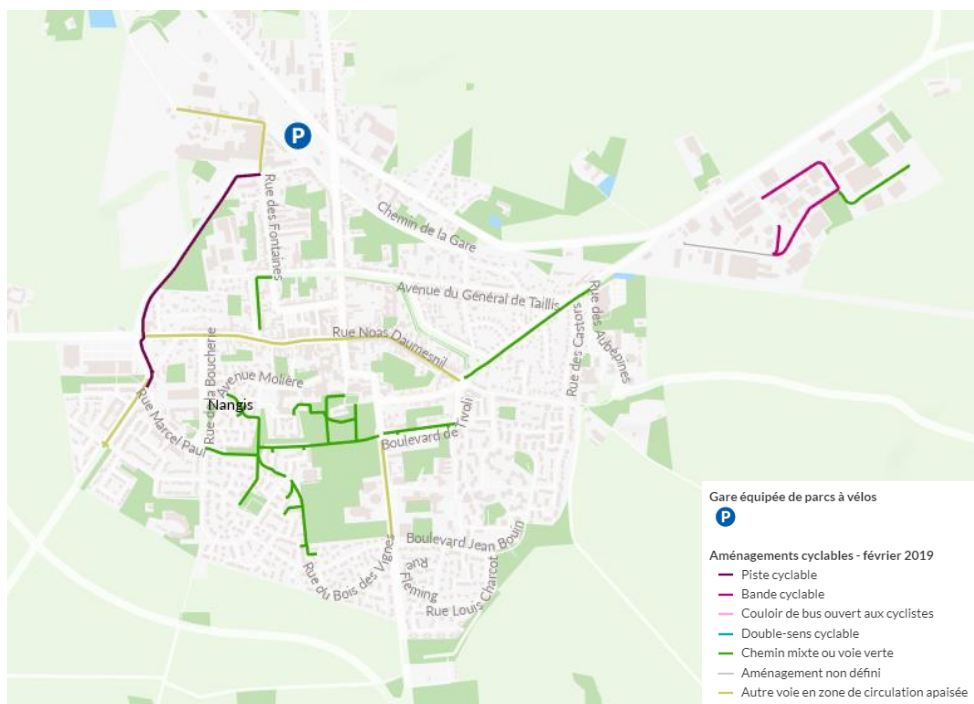 P
Rue des Fontaines
Chemin de la Gare
Avenue du Général de Taillis
Rue des Aubépines
Rue des Castors
Rue Noas Daumesnil
Rue de la Boucherie
Avenue Molière
Nangis
Rue Marcel Paul
Boulevard de Tivoli
Boulevard Jean Bouin
Rue du Bois des Vignes
Rue Fleming
Rue Louis Charcot
Gare équipée de parcs à vélos
P
Aménagements cyclables - février 2019
Piste cyclable
Bande cyclable
Couloir de bus ouvert aux cyclistes
Double-sens cyclable
Chemin mixte ou voie verte
Aménagement non défini
Autre voie en zone de circulation apaisée